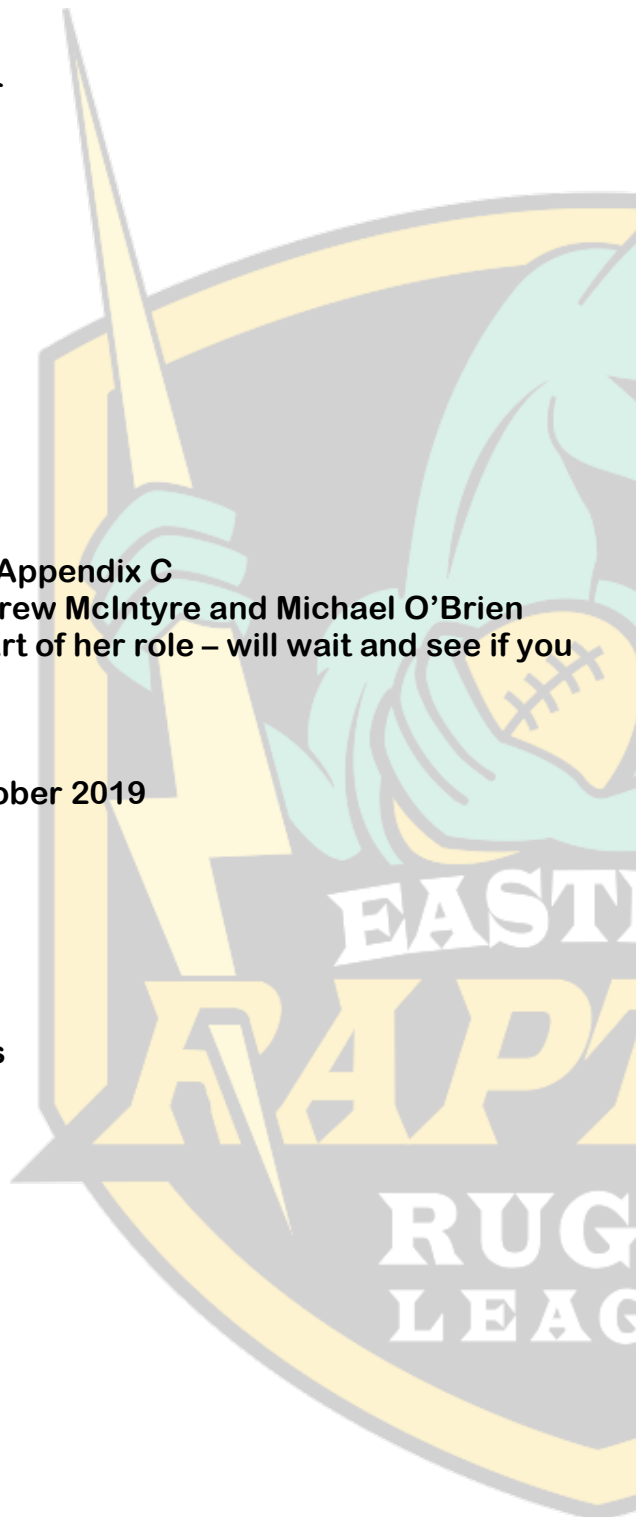 .
Appendix C
rew McIntyre and Michael O’Brien
art of her role – will wait and see if you
ober 2019
s
EAST
RAPT
RUG
LEAG